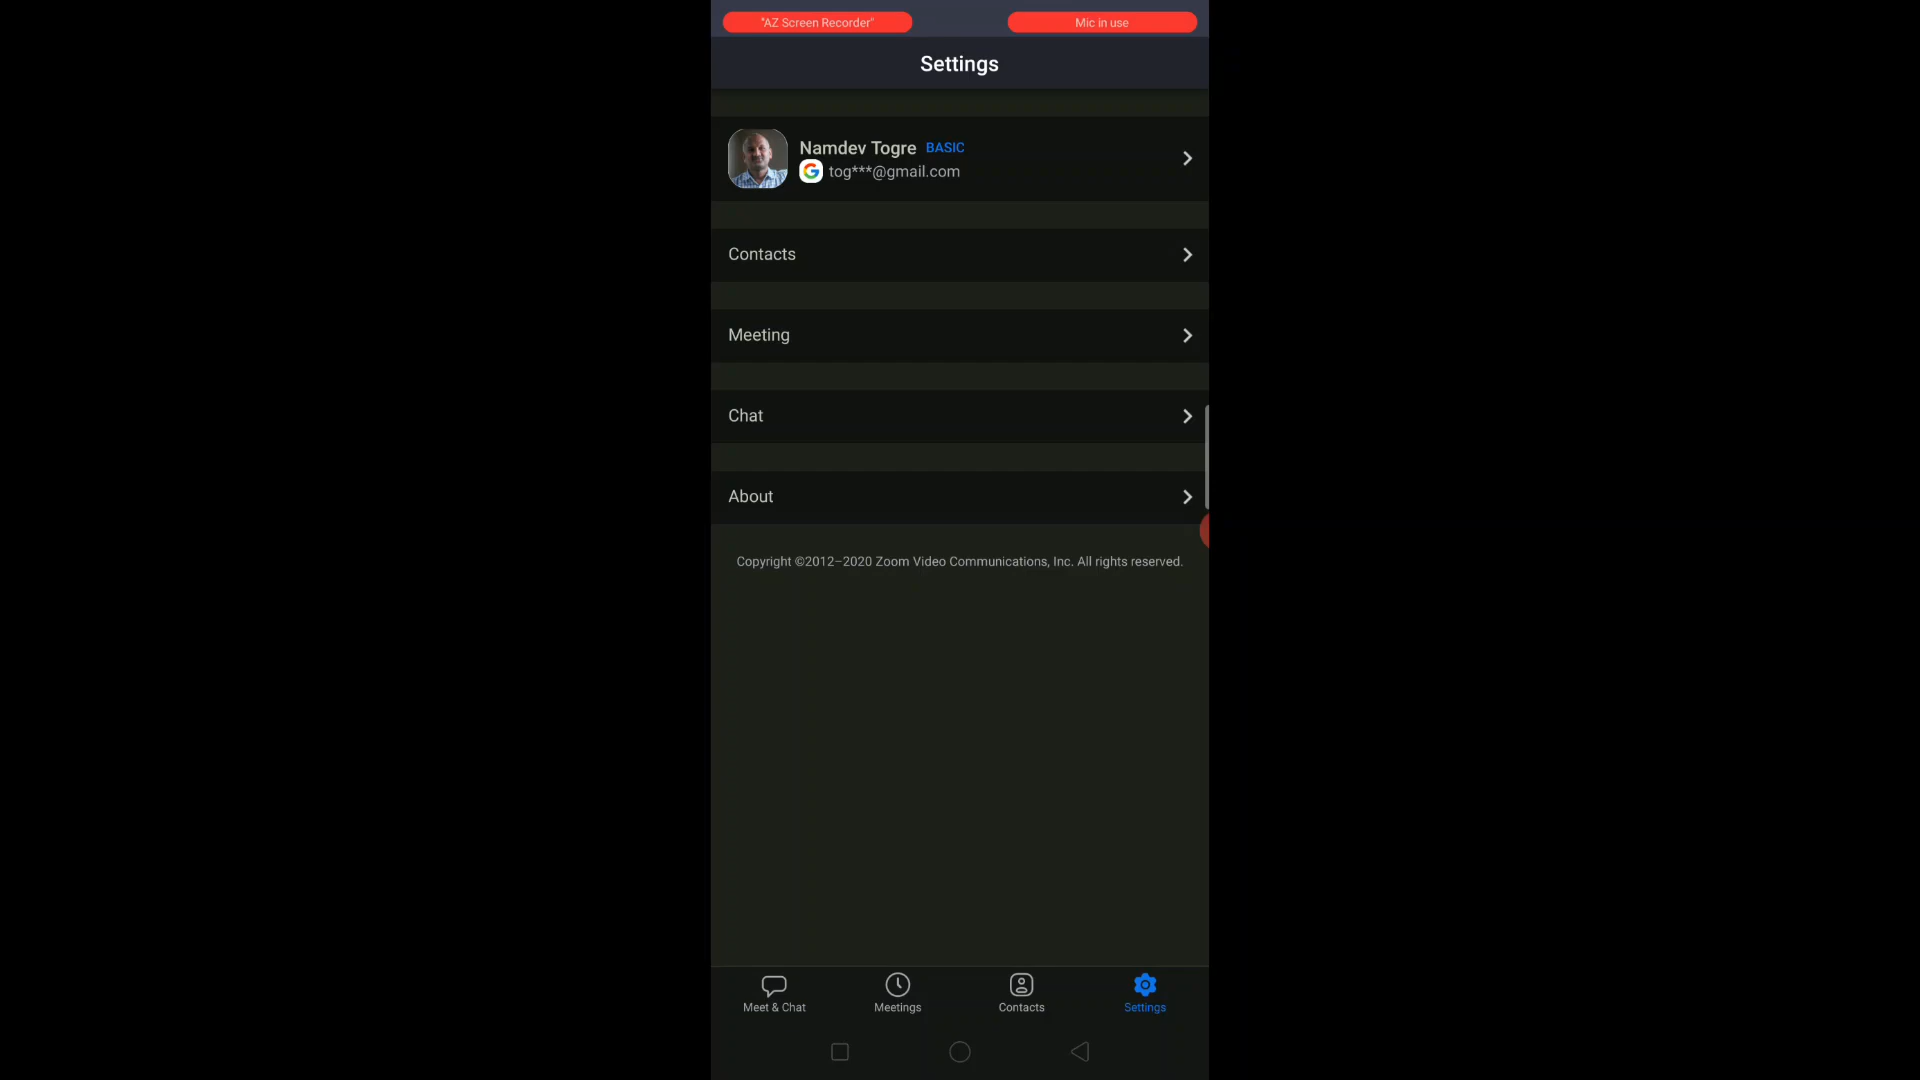 "AZ Screen Recorder"
Mic in use
Settings
Namdev Togre BASIC
tog***@gmail.com
Contacts
Meeting
Chat
About
Copyright ©2012–2020 Zoom Video Communications, Inc. All rights reserved.
Meet & Chat
Meetings
Contacts
Settings